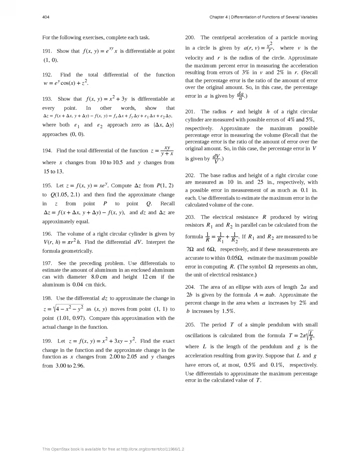 404
Chapter 4 | Differentiation of Functions of Several Variables
For the following exercises, complete each task.
191. Show that f(x, y) = e^{xy} x is differentiable at point
(1, 0).
192. Find the total differential of the function
w = e^y cos(x) + z^2.
193. Show that f(x, y) = x^2 + 3y is differentiable at
every point. In other words, show that
Δz = f(x + Δx, y + Δy) − f(x, y) = f_x Δx + f_y Δy + ε_1 Δx + ε_2 Δy,
where both ε_1 and ε_2 approach zero as (Δx, Δy)
approaches (0, 0).
194. Find the total differential of the function z = \frac{xy}{y + x}
where x changes from 10 to 10.5 and y changes from
15 to 13.
195. Let z = f(x, y) = xe^y. Compute Δz from P(1, 2)
to Q(1.05, 2.1) and then find the approximate change
in z from point P to point Q. Recall
Δz = f(x + Δx, y + Δy) − f(x, y), and dz and Δz are
approximately equal.
196. The volume of a right circular cylinder is given by
V(r, h) = πr^2 h. Find the differential dV. Interpret the
formula geometrically.
197. See the preceding problem. Use differentials to
estimate the amount of aluminum in an enclosed aluminum
can with diameter 8.0 cm and height 12 cm if the
aluminum is 0.04 cm thick.
198. Use the differential dz to approximate the change in
z = \sqrt{4 − x^2 − y^2} as (x, y) moves from point (1, 1) to
point (1.01, 0.97). Compare this approximation with the
actual change in the function.
199. Let z = f(x, y) = x^2 + 3xy − y^2. Find the exact
change in the function and the approximate change in the
function as x changes from 2.00 to 2.05 and y changes
from 3.00 to 2.96.
200. The centripetal acceleration of a particle moving
in a circle is given by a(r, v) = \frac{v^2}{r}, where v is the
velocity and r is the radius of the circle. Approximate
the maximum percent error in measuring the acceleration
resulting from errors of 3% in v and 2% in r. (Recall
that the percentage error is the ratio of the amount of error
over the original amount. So, in this case, the percentage
error in a is given by \frac{da}{a}.)
201. The radius r and height h of a right circular
cylinder are measured with possible errors of 4% and 5%,
respectively. Approximate the maximum possible
percentage error in measuring the volume (Recall that the
percentage error is the ratio of the amount of error over the
original amount. So, in this case, the percentage error in V
is given by \frac{dV}{V}.)
202. The base radius and height of a right circular cone
are measured as 10 in. and 25 in., respectively, with
a possible error in measurement of as much as 0.1 in.
each. Use differentials to estimate the maximum error in the
calculated volume of the cone.
203. The electrical resistance R produced by wiring
resistors R_1 and R_2 in parallel can be calculated from the
formula \frac{1}{R} = \frac{1}{R_1} + \frac{1}{R_2}. If R_1 and R_2 are measured to be
7Ω and 6Ω, respectively, and if these measurements are
accurate to within 0.05Ω, estimate the maximum possible
error in computing R. (The symbol Ω represents an ohm,
the unit of electrical resistance.)
204. The area of an ellipse with axes of length 2a and
2b is given by the formula A = πab. Approximate the
percent change in the area when a increases by 2% and
b increases by 1.5%.
205. The period T of a simple pendulum with small
oscillations is calculated from the formula T = 2π\sqrt{\frac{L}{g}},
where L is the length of the pendulum and g is the
acceleration resulting from gravity. Suppose that L and g
have errors of, at most, 0.5% and 0.1%, respectively.
Use differentials to approximate the maximum percentage
error in the calculated value of T.